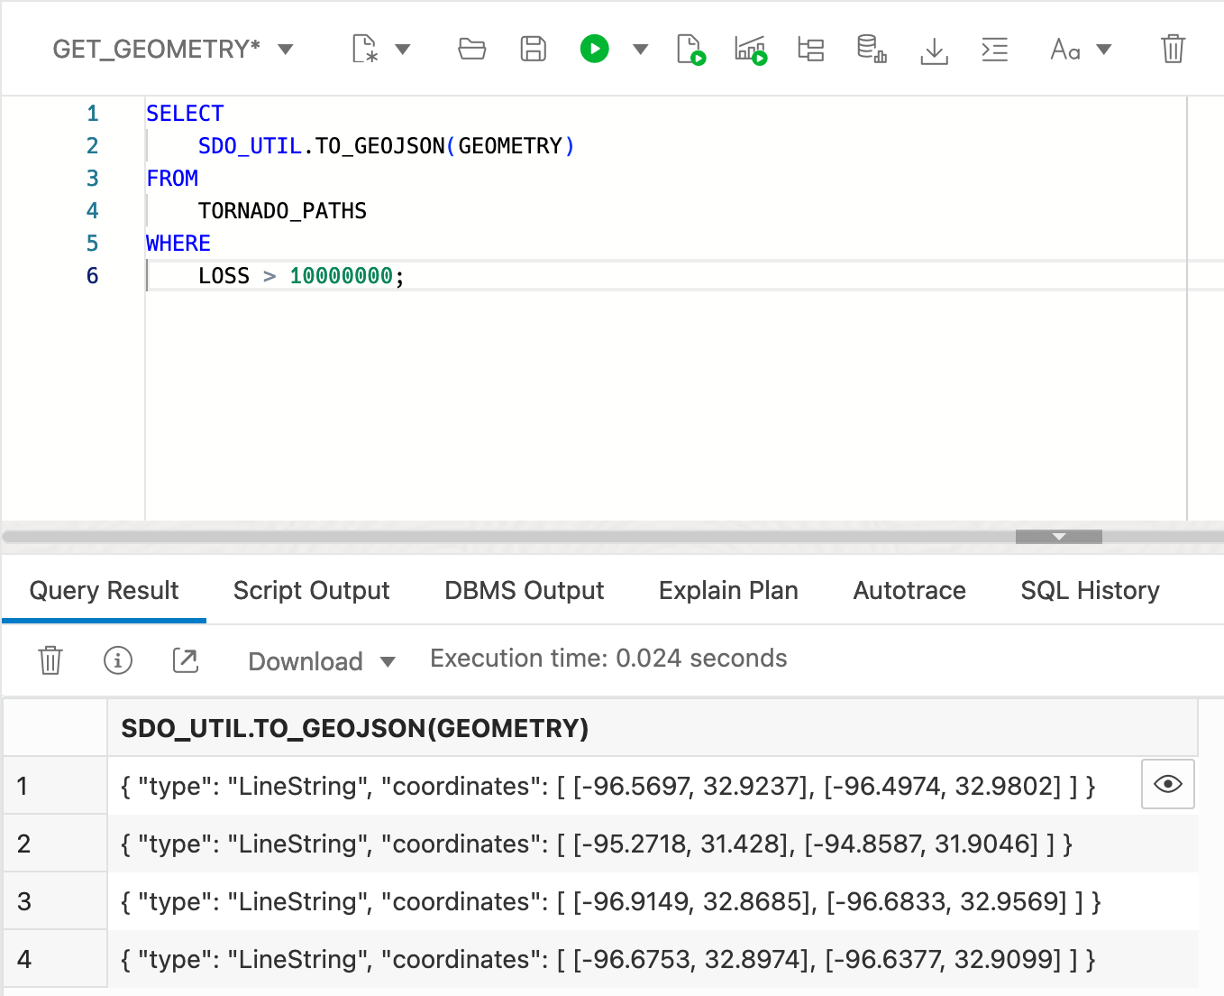 GET_GEOMETRY*
Aa
1 SELECT
2 SDO_UTIL.TO_GEOJSON(GEOMETRY)
3 FROM
4 TORNADO_PATHS
5 WHERE
6 LOSS > 10000000;
Query Result Script Output DBMS Output Explain Plan Autotrace SQL History
Download Execution time: 0.024 seconds
SDO_UTIL.TO_GEOJSON(GEOMETRY)
1 { "type": "LineString", "coordinates": [ [-96.5697, 32.9237], [-96.4974, 32.9802] ] }
2 { "type": "LineString", "coordinates": [ [-95.2718, 31.428], [-94.8587, 31.9046] ] }
3 { "type": "LineString", "coordinates": [ [-96.9149, 32.8685], [-96.6833, 32.9569] ] }
4 { "type": "LineString", "coordinates": [ [-96.6753, 32.8974], [-96.6377, 32.9099] ] }